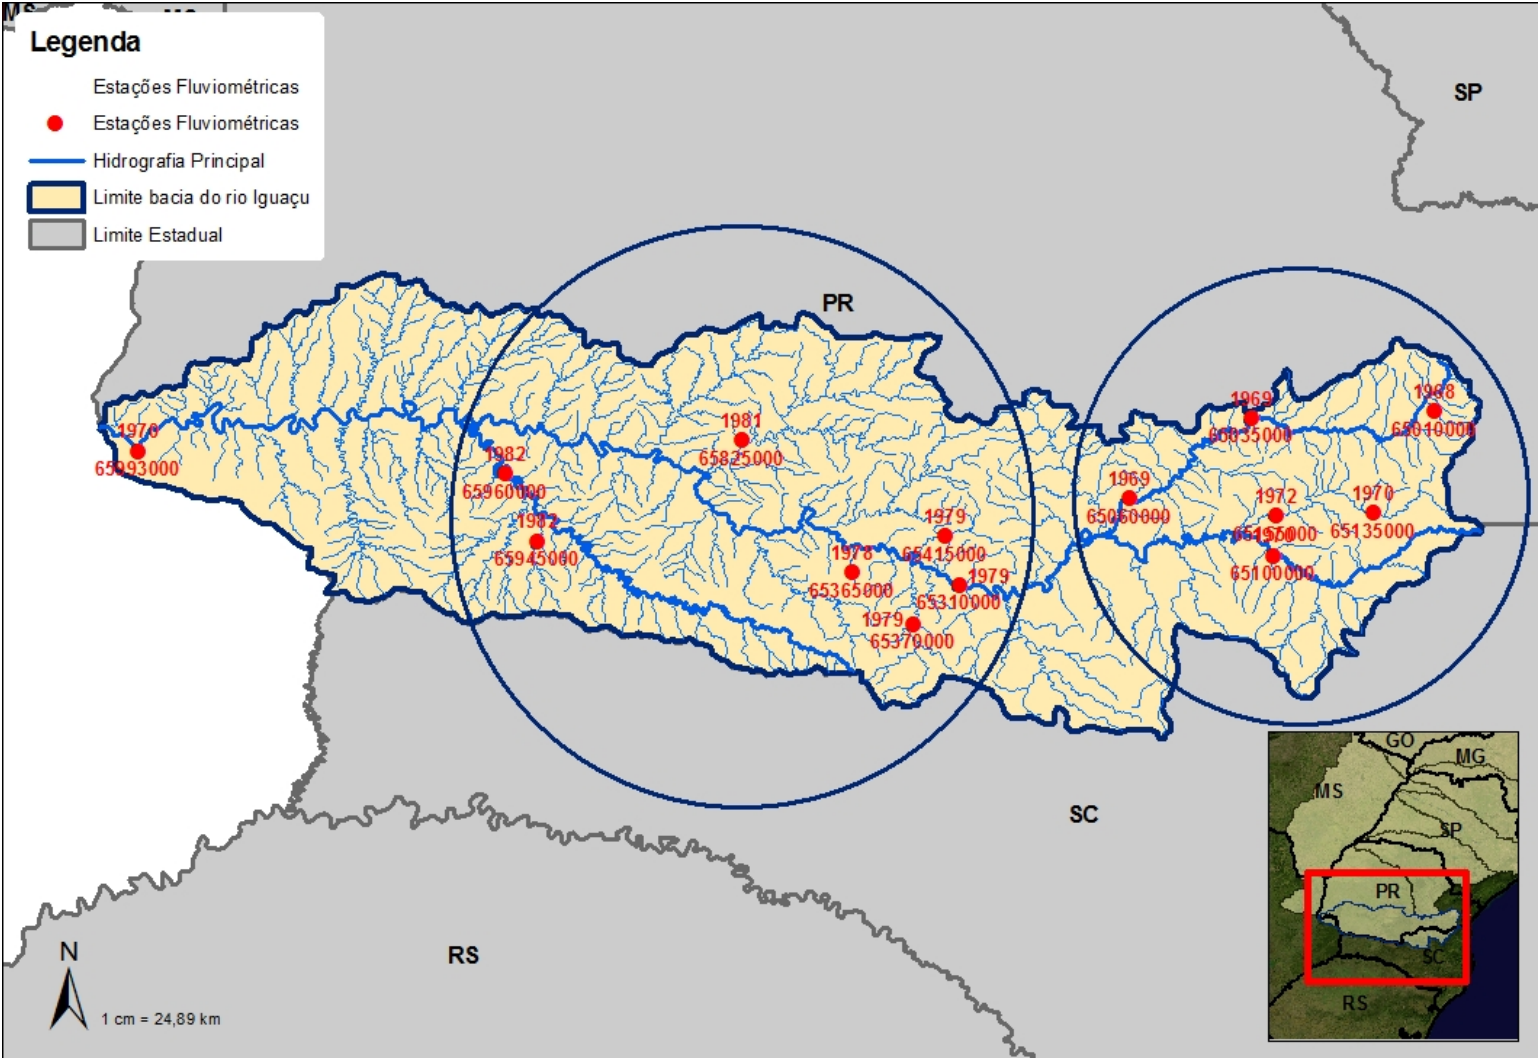 MS
Legenda
Estações Fluviométricas
Estações Fluviométricas
Hidrografia Principal
Limite bacia do rio Iguaçu
Limite Estadual
SP
PR
1970
65993000
1982
65960000
1982
65945000
1981
65825000
1978
65365000
1979
65415000
1979
65310000
1979
65370000
1969
65060000
1969
65035000
1968
65010000
1972
1970
65135000
65100000
SC
RS
N
1 cm = 24,89 km
GO
MG
MS
SP
PR
SC
RS